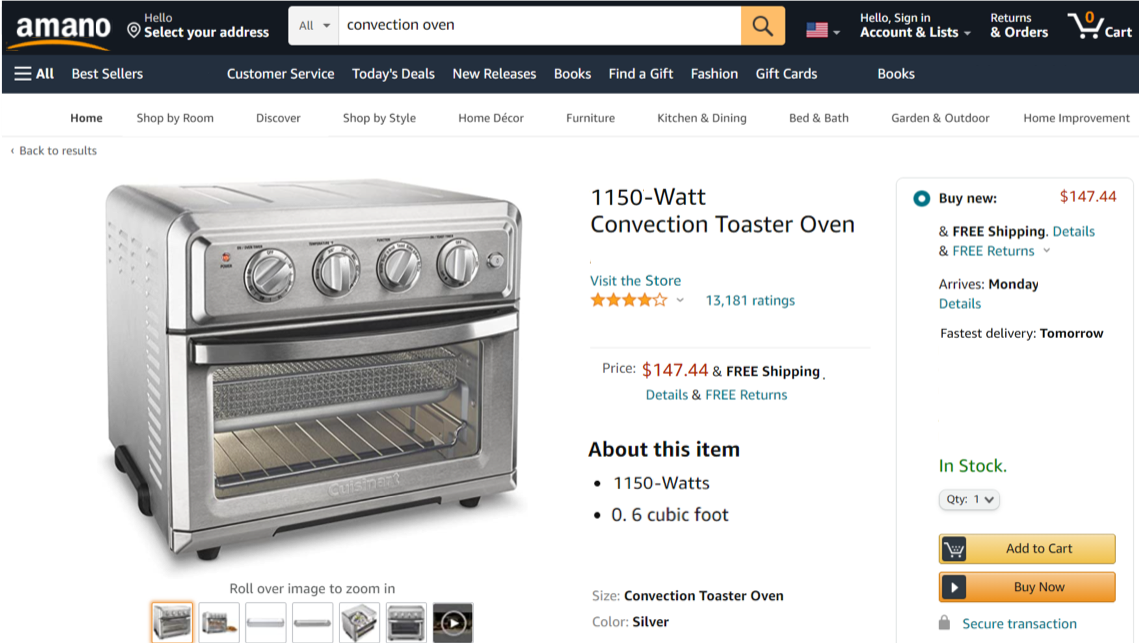 amano
Hello
Select your address
All
convection oven
Hello, Sign in
Account & Lists
Returns
& Orders
0
Cart
All
Best Sellers
Customer Service
Today's Deals
New Releases
Books
Find a Gift
Fashion
Gift Cards
Books
Home
Shop by Room
Discover
Shop by Style
Home Décor
Furniture
Kitchen & Dining
Bed & Bath
Garden & Outdoor
Home Improvement
‹ Back to results
1150-Watt
Convection Toaster Oven
.
Visit the Store
13,181 ratings
Price: $147.44 & FREE Shipping .
Details & FREE Returns
About this item
• 1150-Watts
• 0. 6 cubic foot
Size: Convection Toaster Oven
Color: Silver
Cuisinart
Roll over image to zoom in
Buy new: $147.44
& FREE Shipping. Details
& FREE Returns
Arrives: Monday
Details
Fastest delivery: Tomorrow
In Stock.
Qty: 1
Add to Cart
Buy Now
Secure transaction